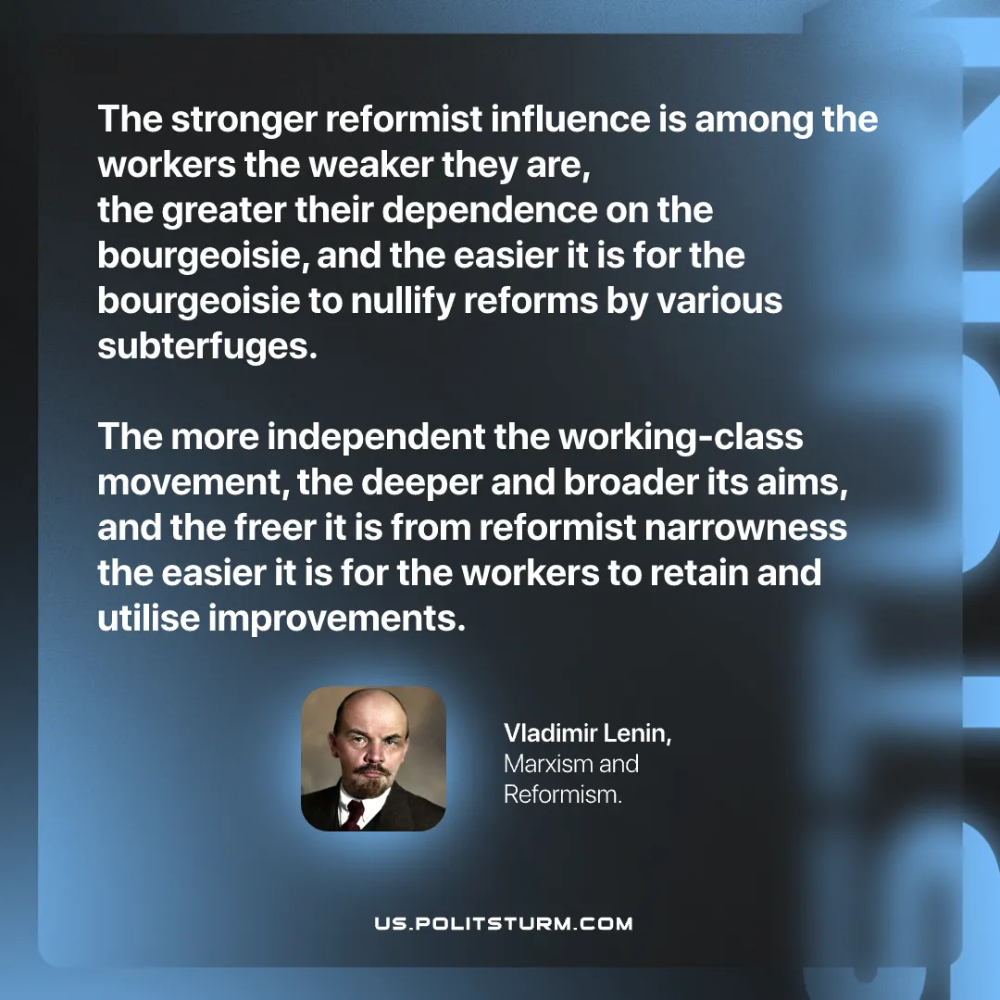 The stronger reformist influence is among the
workers the weaker they are,
the greater their dependence on the
bourgeoisie, and the easier it is for the
bourgeoisie to nullify reforms by various
subterfuges.
The more independent the working-class
movement, the deeper and broader its aims,
and the freer it is from reformist narrowness
the easier it is for the workers to retain and
utilise improvements.
Vladimir Lenin,
Marxism and
Reformism.
US.POLITSTURM.COM